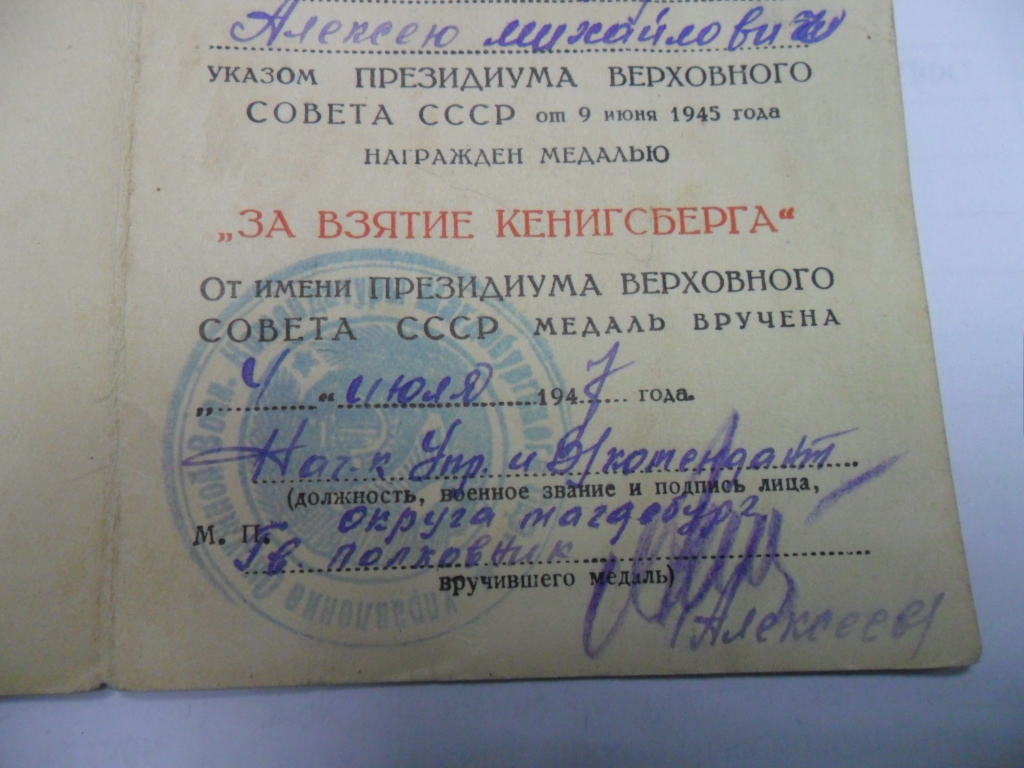 Алексею Михайловичу
УКАЗОМ ПРЕЗИДИУМА ВЕРХОВНОГО
СОВЕТА СССР от 9 июня 1945 года
НАГРАЖДЕН МЕДАЛЬЮ
„ЗА ВЗЯТИЕ КЕНИГСБЕРГА“
От имени ПРЕЗИДИУМА ВЕРХОВНОГО
СОВЕТА СССР МЕДАЛЬ ВРУЧЕНА
„4“ июля 1947 года.
Нач-к Упр. и В/комендант
(должность, военное звание и подпись лица,
округа Магдебург
М. П.
Гв. полковник
вручившего медаль)
Алексеев
Управление